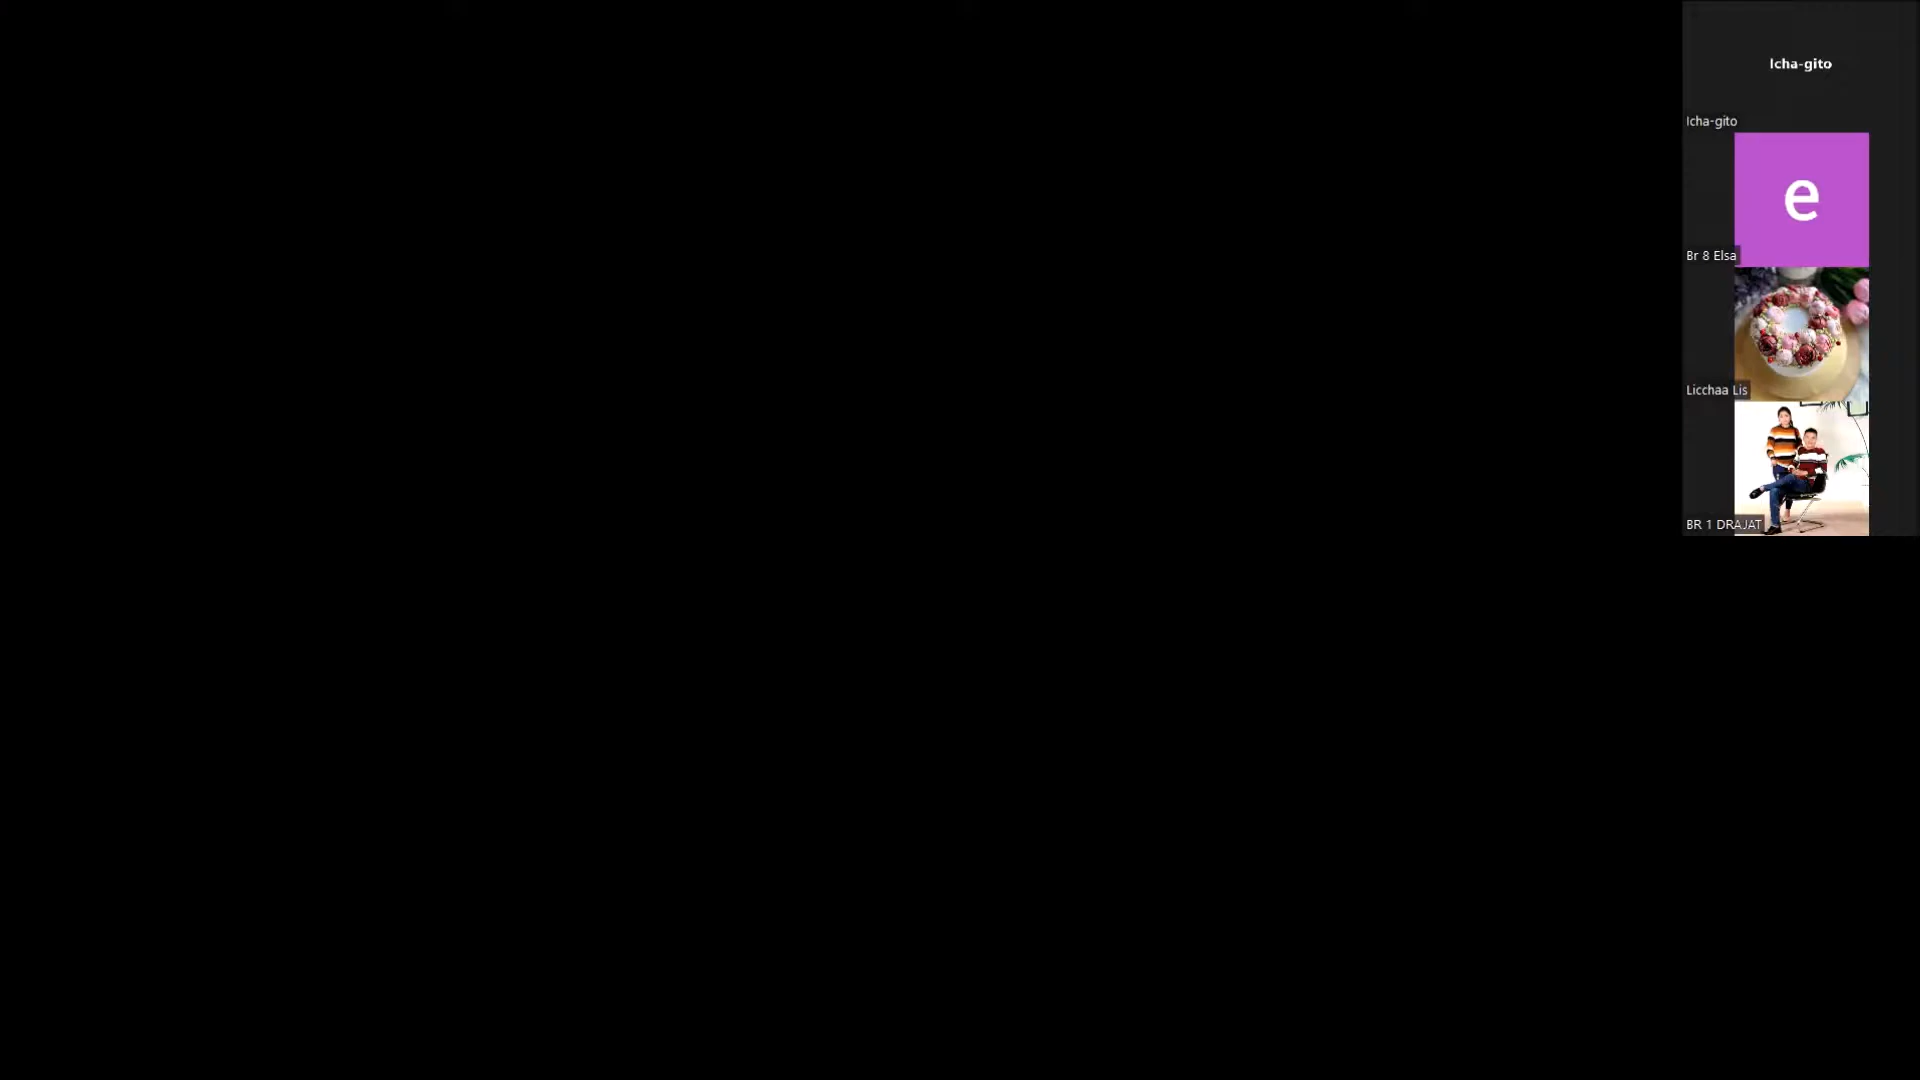 Icha-gito
Icha-gito
e
Br 8 Elsa
Licchaa Lis
BR 1 DRAJAT